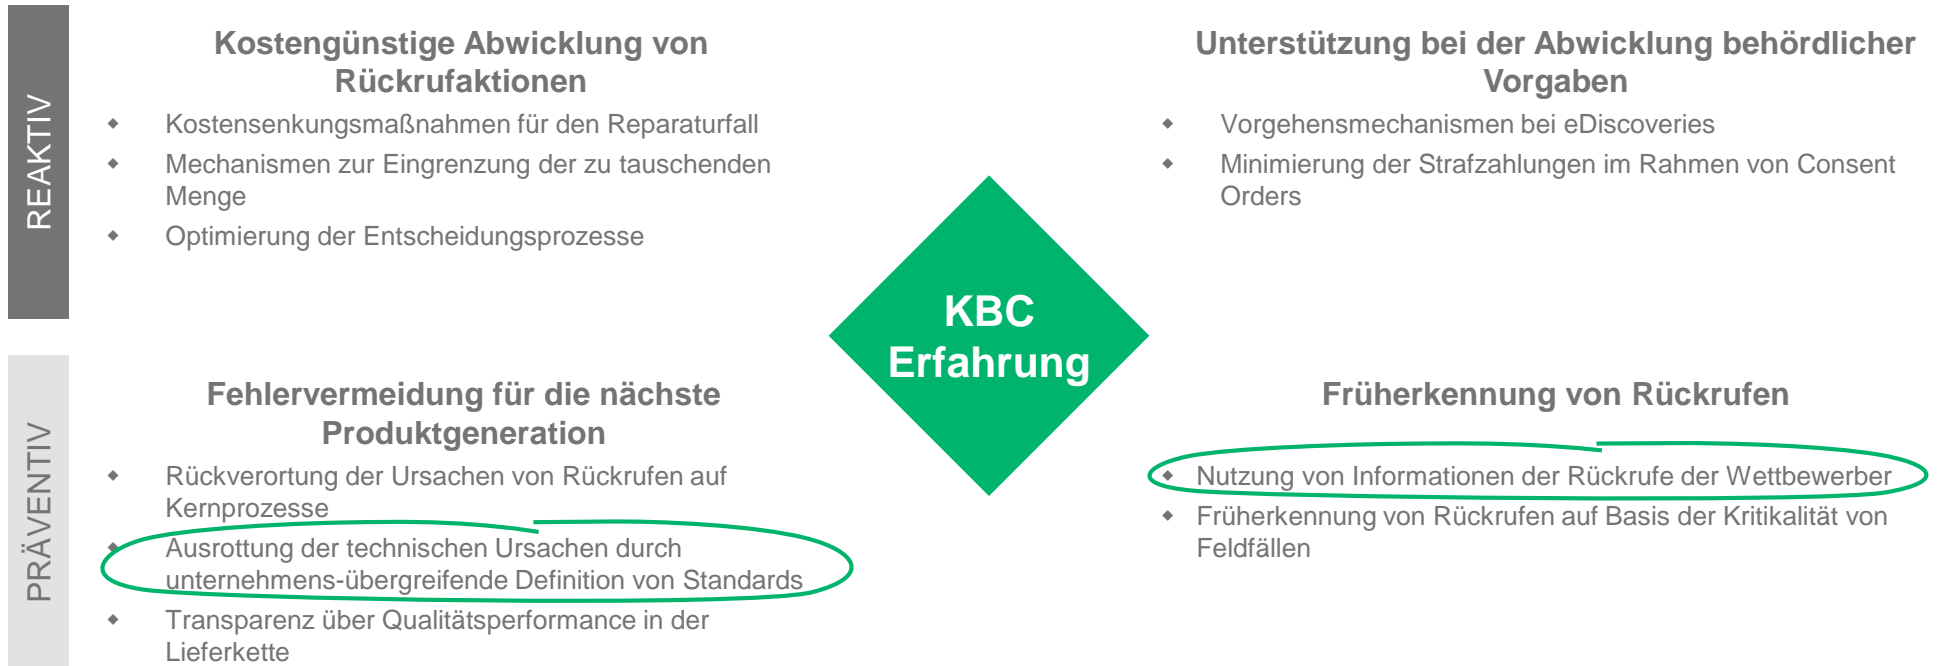 REAKTIV
Kostengünstige Abwicklung von
Rückrufaktionen
◆ Kostensenkungsmaßnahmen für den Reparaturfall
◆ Mechanismen zur Eingrenzung der zu tauschenden
Menge
◆ Optimierung der Entscheidungsprozesse
Unterstützung bei der Abwicklung behördlicher
Vorgaben
◆ Vorgehensmechanismen bei eDiscoveries
◆ Minimierung der Strafzahlungen im Rahmen von Consent
Orders
KBC
Erfahrung
PRÄVENTIV
Fehlervermeidung für die nächste
Produktgeneration
◆ Rückverortung der Ursachen von Rückrufen auf
Kernprozesse
◆ Ausrottung der technischen Ursachen durch
unternehmens-übergreifende Definition von Standards
◆ Transparenz über Qualitätsperformance in der
Lieferkette
Früherkennung von Rückrufen
◆ Nutzung von Informationen der Rückrufe der Wettbewerber
◆ Früherkennung von Rückrufen auf Basis der Kritikalität von
Feldfällen